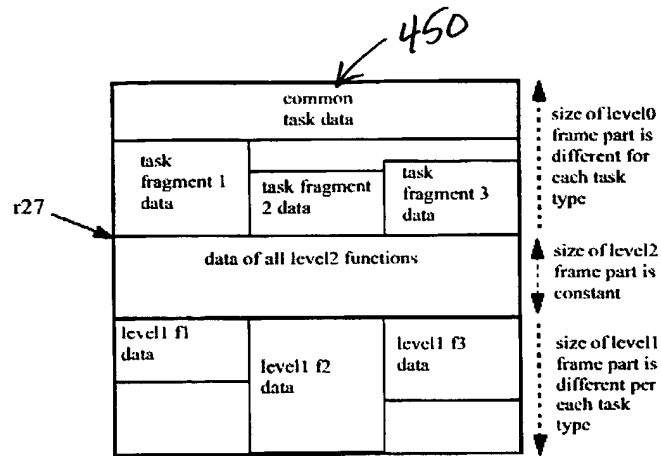 450
common
task data
size of level0
frame part is
different for
each task
type
task
fragment 1
data
task fragment
2 data
task
fragment 3
data
r27
data of all level2 functions
size of level2
frame part is
constant
level1 f1
data
level1 f2
data
level1 f3
data
size of level1
frame part is
different per
each task
type